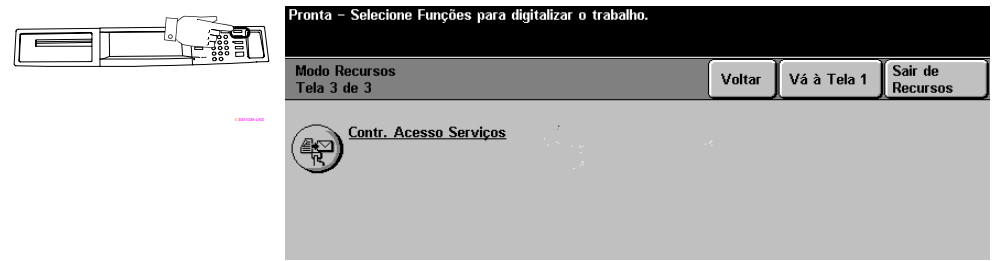 Pronta - Selecione Funções para digitalizar o trabalho.
Modo Recursos
Tela 3 de 3
Voltar
Vá à Tela 1
Sair de
Recursos
Contr. Acesso Serviços